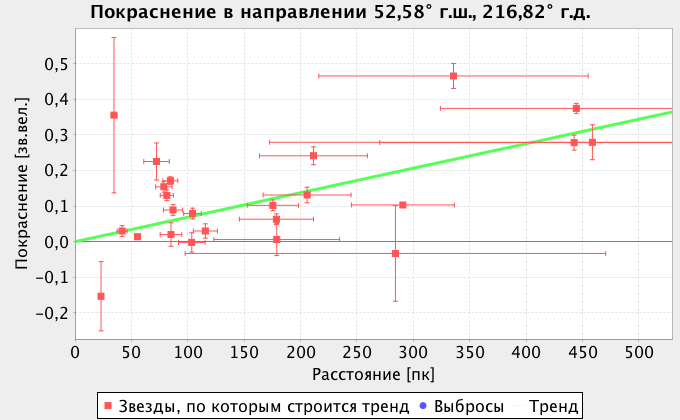 Покраснение в направлении 52,58° г.ш., 216,82° г.д.
Покраснение [зв.вел.]
0,5
0,4
0,3
0,2
0,1
0,0
-0,1
-0,2
0 50 100 150 200 250 300 350 400 450 500
Расстояние [пк]
Звезды, по которым строится тренд Выбросы Тренд